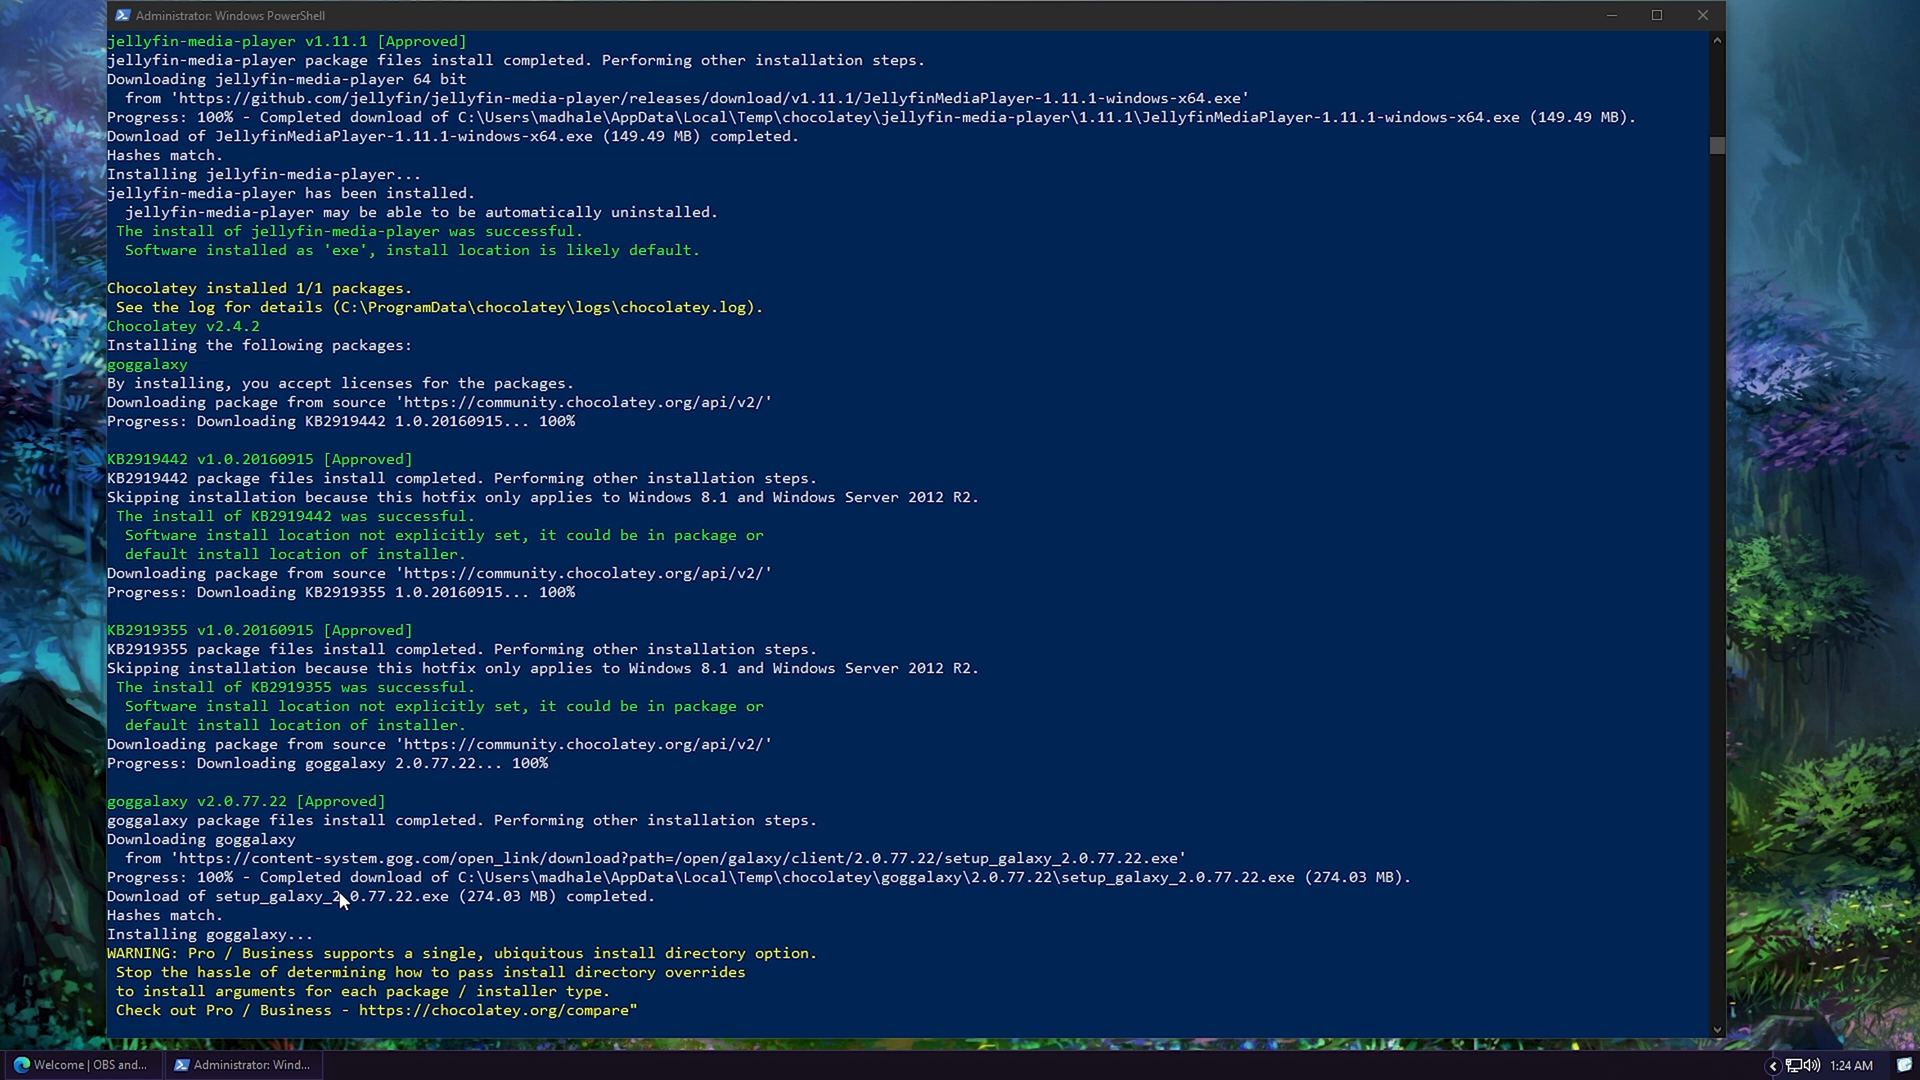 Administrator: Windows PowerShell
jellyfin-media-player v1.11.1 [Approved]
jellyfin-media-player package files install completed. Performing other installation steps.
Downloading jellyfin-media-player 64 bit
  from 'https://github.com/jellyfin/jellyfin-media-player/releases/download/v1.11.1/JellyfinMediaPlayer-1.11.1-windows-x64.exe'
Progress: 100% - Completed download of C:\Users\madhale\AppData\Local\Temp\chocolatey\jellyfin-media-player\1.11.1\JellyfinMediaPlayer-1.11.1-windows-x64.exe (149.49 MB).
Download of JellyfinMediaPlayer-1.11.1-windows-x64.exe (149.49 MB) completed.
Hashes match.
Installing jellyfin-media-player...
jellyfin-media-player has been installed.
  jellyfin-media-player may be able to be automatically uninstalled.
 The install of jellyfin-media-player was successful.
  Software installed as 'exe', install location is likely default.
Chocolatey installed 1/1 packages.
 See the log for details (C:\ProgramData\chocolatey\logs\chocolatey.log).
Chocolatey v2.4.2
Installing the following packages:
goggalaxy
By installing, you accept licenses for the packages.
Downloading package from source 'https://community.chocolatey.org/api/v2/'
Progress: Downloading KB2919442 1.0.20160915... 100%
KB2919442 v1.0.20160915 [Approved]
KB2919442 package files install completed. Performing other installation steps.
Skipping installation because this hotfix only applies to Windows 8.1 and Windows Server 2012 R2.
 The install of KB2919442 was successful.
  Software install location not explicitly set, it could be in package or
  default install location of installer.
Downloading package from source 'https://community.chocolatey.org/api/v2/'
Progress: Downloading KB2919355 1.0.20160915... 100%
KB2919355 v1.0.20160915 [Approved]
KB2919355 package files install completed. Performing other installation steps.
Skipping installation because this hotfix only applies to Windows 8.1 and Windows Server 2012 R2.
 The install of KB2919355 was successful.
  Software install location not explicitly set, it could be in package or
  default install location of installer.
Downloading package from source 'https://community.chocolatey.org/api/v2/'
Progress: Downloading goggalaxy 2.0.77.22... 100%
goggalaxy v2.0.77.22 [Approved]
goggalaxy package files install completed. Performing other installation steps.
Downloading goggalaxy
  from 'https://content-system.gog.com/open_link/download?path=/open/galaxy/client/2.0.77.22/setup_galaxy_2.0.77.22.exe'
Progress: 100% - Completed download of C:\Users\madhale\AppData\Local\Temp\chocolatey\goggalaxy\2.0.77.22\setup_galaxy_2.0.77.22.exe (274.03 MB).
Download of setup_galaxy_2.0.77.22.exe (274.03 MB) completed.
Hashes match.
Installing goggalaxy...
WARNING: Pro / Business supports a single, ubiquitous install directory option.
 Stop the hassle of determining how to pass install directory overrides
 to install arguments for each package / installer type.
 Check out Pro / Business - https://chocolatey.org/compare"
Welcome | OBS and...
Administrator: Wind...
1:24 AM